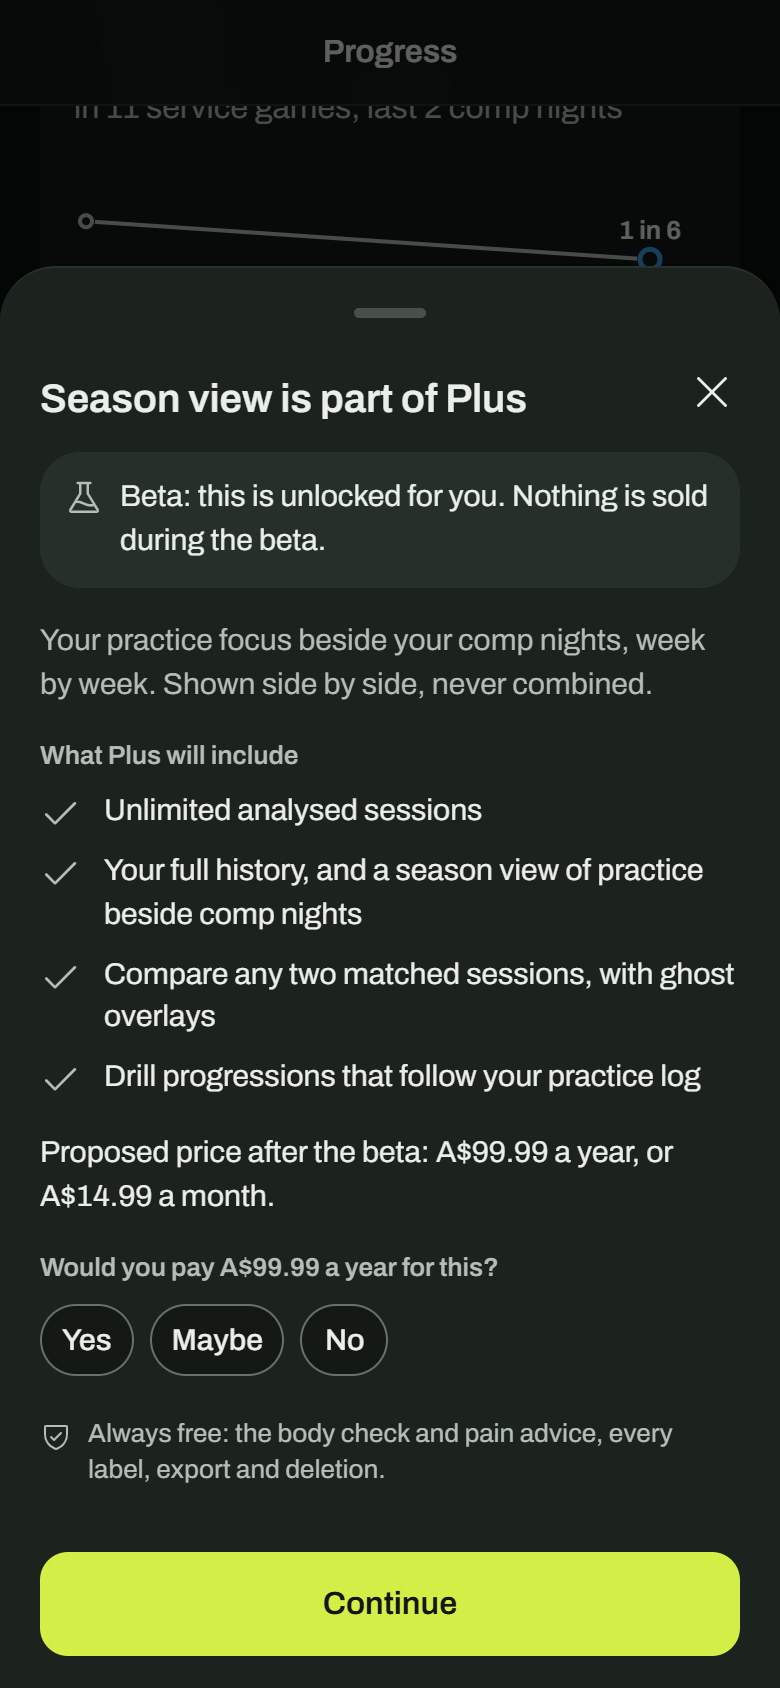 Progress
in 11 service games, last 2 comp nights
1 in 6
Season view is part of Plus
Beta: this is unlocked for you. Nothing is sold
during the beta.
Your practice focus beside your comp nights, week
by week. Shown side by side, never combined.
What Plus will include
Unlimited analysed sessions
Your full history, and a season view of practice
beside comp nights
Compare any two matched sessions, with ghost
overlays
Drill progressions that follow your practice log
Proposed price after the beta: A$99.99 a year, or
A$14.99 a month.
Would you pay A$99.99 a year for this?
Yes
Maybe
No
Always free: the body check and pain advice, every
label, export and deletion.
Continue